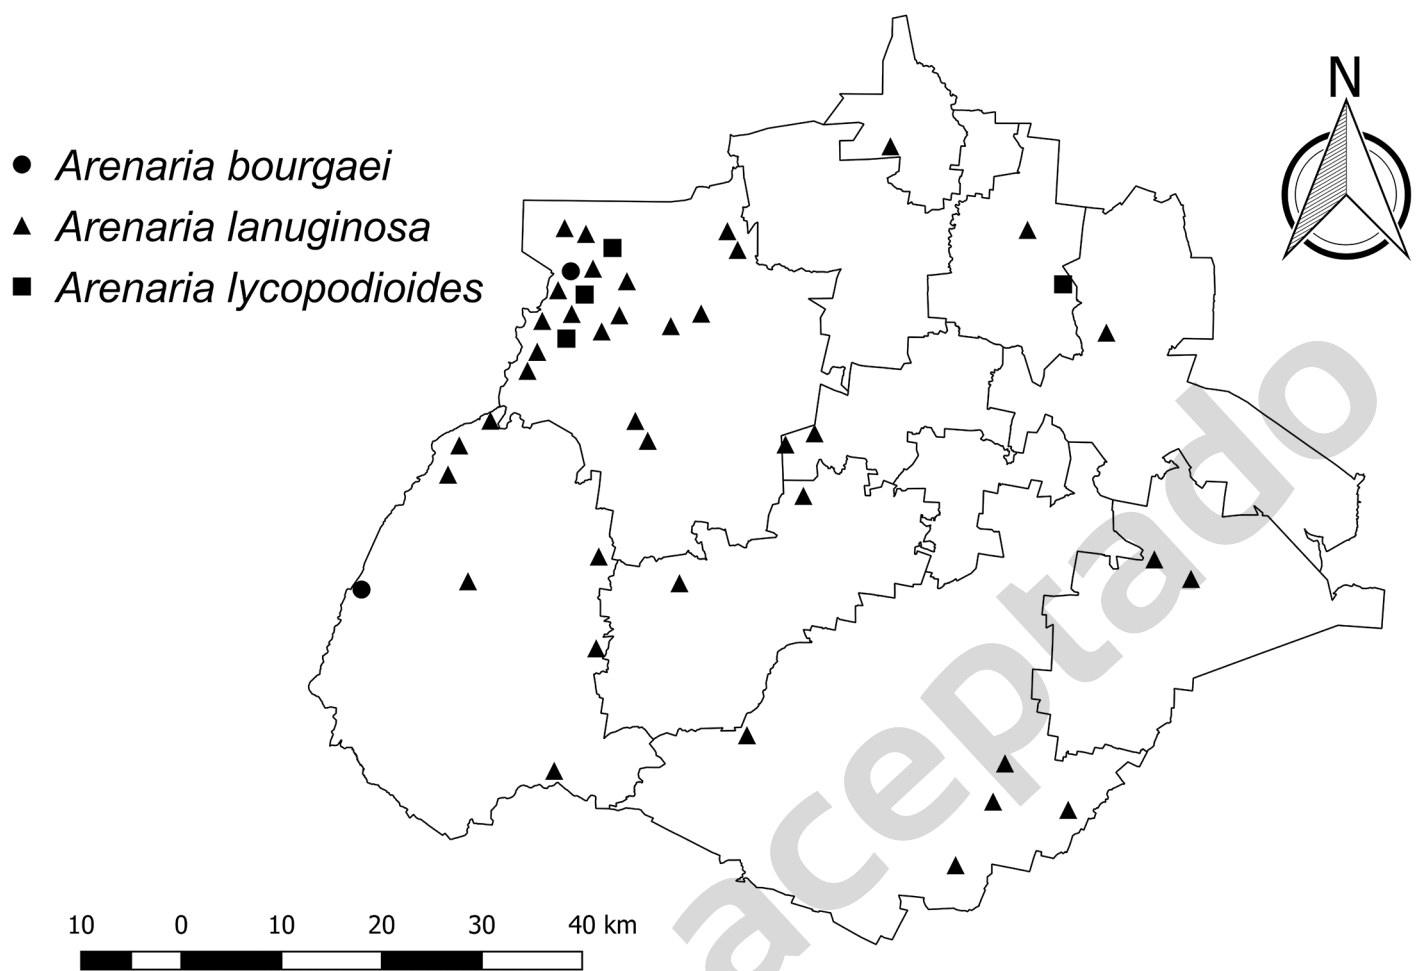 N
Arenaria bourgaei
Arenaria lanuginosa
Arenaria lycopodioides
aceptado
10 0 10 20 30 40 km